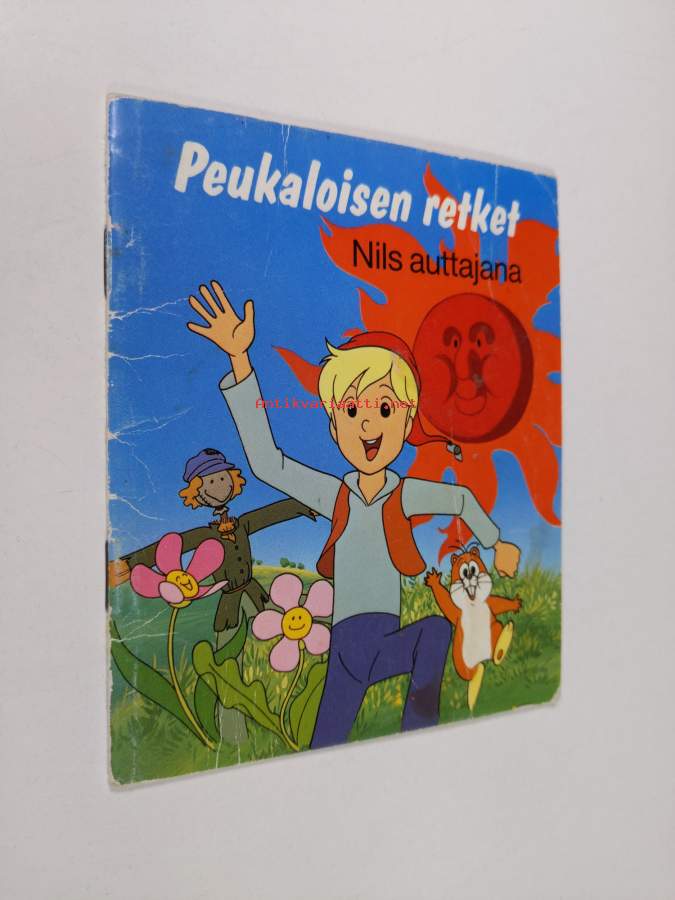 Peukaloisen retket
Nils auttajana
Antikvariaatti.net